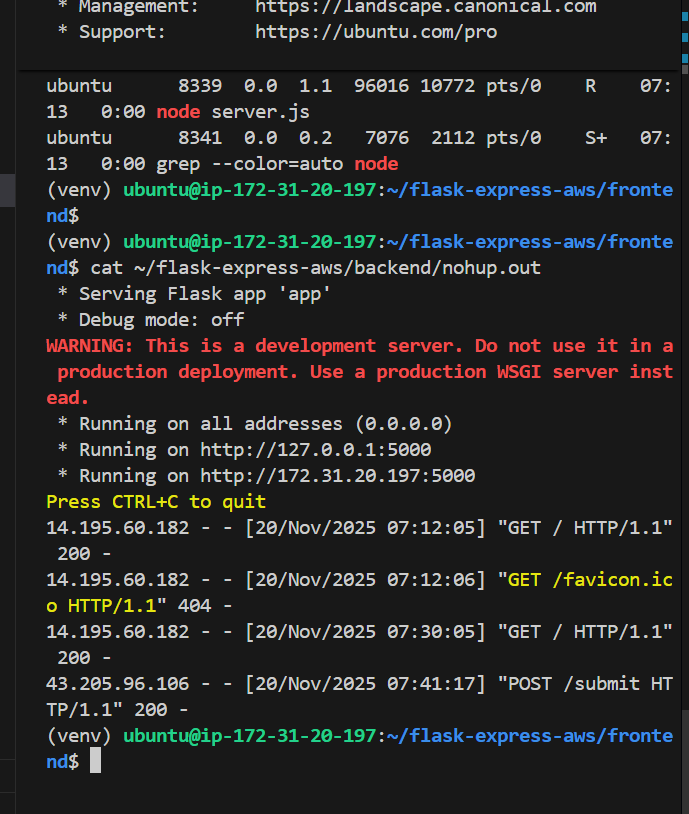 * Management:     https://landscape.canonical.com
* Support:        https://ubuntu.com/pro
ubuntu      8339  0.0  1.1  96016 10772 pts/0    R    07:
13   0:00 node server.js
ubuntu      8341  0.0  0.2   7076  2112 pts/0    S+   07:
13   0:00 grep --color=auto node
(venv) ubuntu@ip-172-31-20-197:~/flask-express-aws/fronte
nd$
(venv) ubuntu@ip-172-31-20-197:~/flask-express-aws/fronte
nd$ cat ~/flask-express-aws/backend/nohup.out
 * Serving Flask app 'app'
 * Debug mode: off
WARNING: This is a development server. Do not use it in a
 production deployment. Use a production WSGI server inst
ead.
 * Running on all addresses (0.0.0.0)
 * Running on http://127.0.0.1:5000
 * Running on http://172.31.20.197:5000
Press CTRL+C to quit
14.195.60.182 - - [20/Nov/2025 07:12:05] "GET / HTTP/1.1"
 200 -
14.195.60.182 - - [20/Nov/2025 07:12:06] "GET /favicon.ic
o HTTP/1.1" 404 -
14.195.60.182 - - [20/Nov/2025 07:30:05] "GET / HTTP/1.1"
 200 -
43.205.96.106 - - [20/Nov/2025 07:41:17] "POST /submit HT
TP/1.1" 200 -
(venv) ubuntu@ip-172-31-20-197:~/flask-express-aws/fronte
nd$